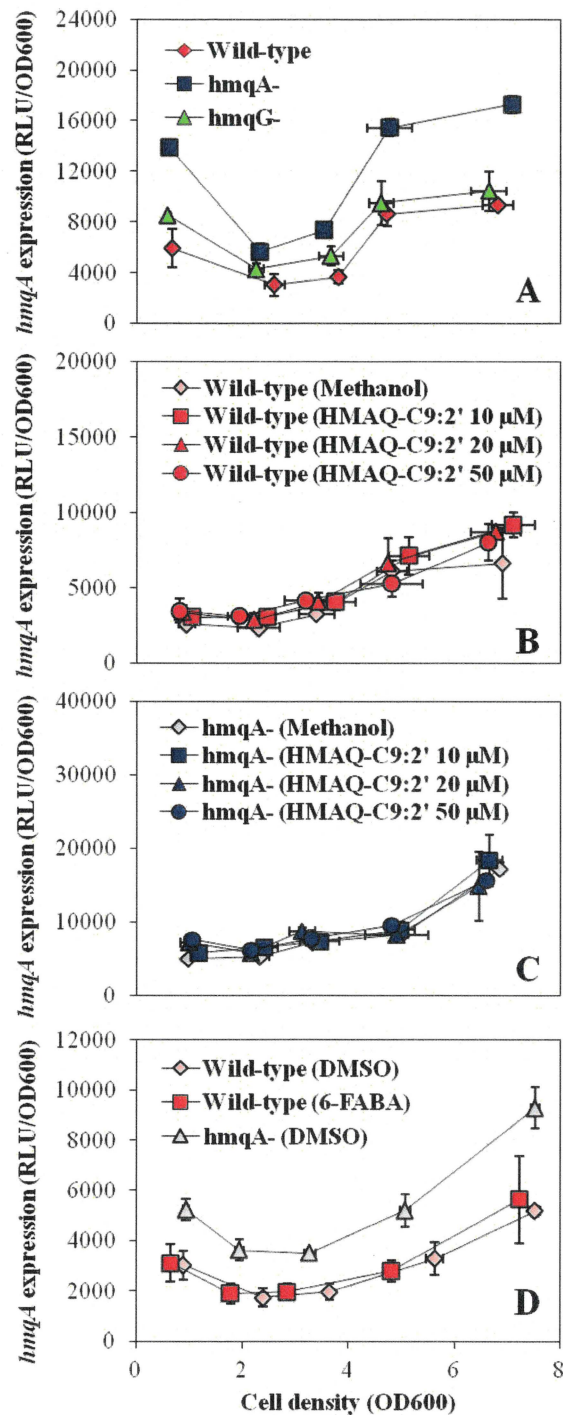 24000
20000
16000
12000
8000
4000
0
hmqA expression (RLU/OD600)
Wild-type
hmqA-
hmqG-
A
20000
15000
10000
5000
0
hmqA expression (RLU/OD600)
Wild-type (Methanol)
Wild-type (HMAQ-C9:2' 10 µM)
Wild-type (HMAQ-C9:2' 20 µM)
Wild-type (HMAQ-C9:2' 50 µM)
B
40000
30000
20000
10000
0
hmqA expression (RLU/OD600)
hmqA- (Methanol)
hmqA- (HMAQ-C9:2' 10 µM)
hmqA- (HMAQ-C9:2' 20 µM)
hmqA- (HMAQ-C9:2' 50 µM)
C
12000
10000
8000
6000
4000
2000
0
hmqA expression (RLU/OD600)
Wild-type (DMSO)
Wild-type (6-FABA)
hmqA- (DMSO)
D
0 2 4 6 8
Cell density (OD600)